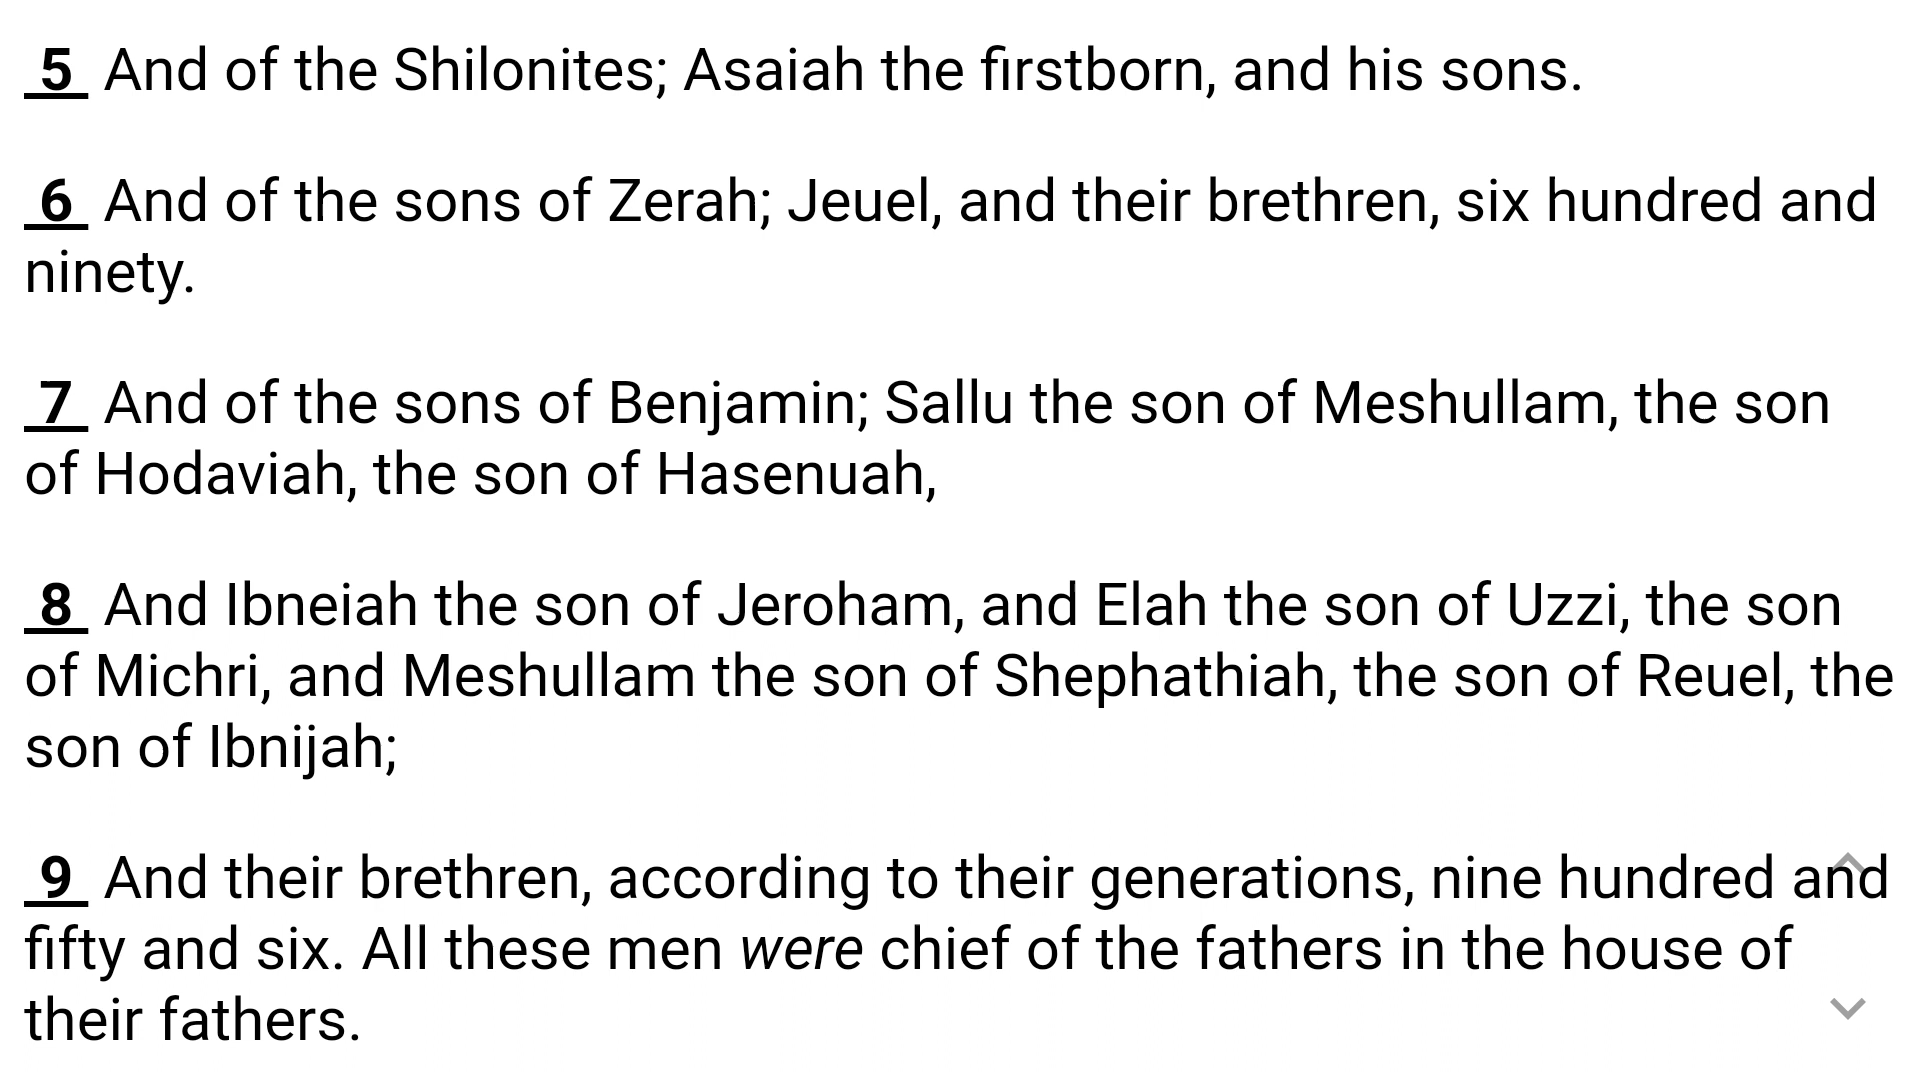 5 And of the Shilonites; Asaiah the firstborn, and his sons.
6 And of the sons of Zerah; Jeuel, and their brethren, six hundred and
ninety.
7 And of the sons of Benjamin; Sallu the son of Meshullam, the son
of Hodaviah, the son of Hasenuah,
8 And Ibneiah the son of Jeroham, and Elah the son of Uzzi, the son
of Michri, and Meshullam the son of Shephathiah, the son of Reuel, the
son of Ibnijah;
9 And their brethren, according to their generations, nine hundred and
fifty and six. All these men were chief of the fathers in the house of
their fathers.